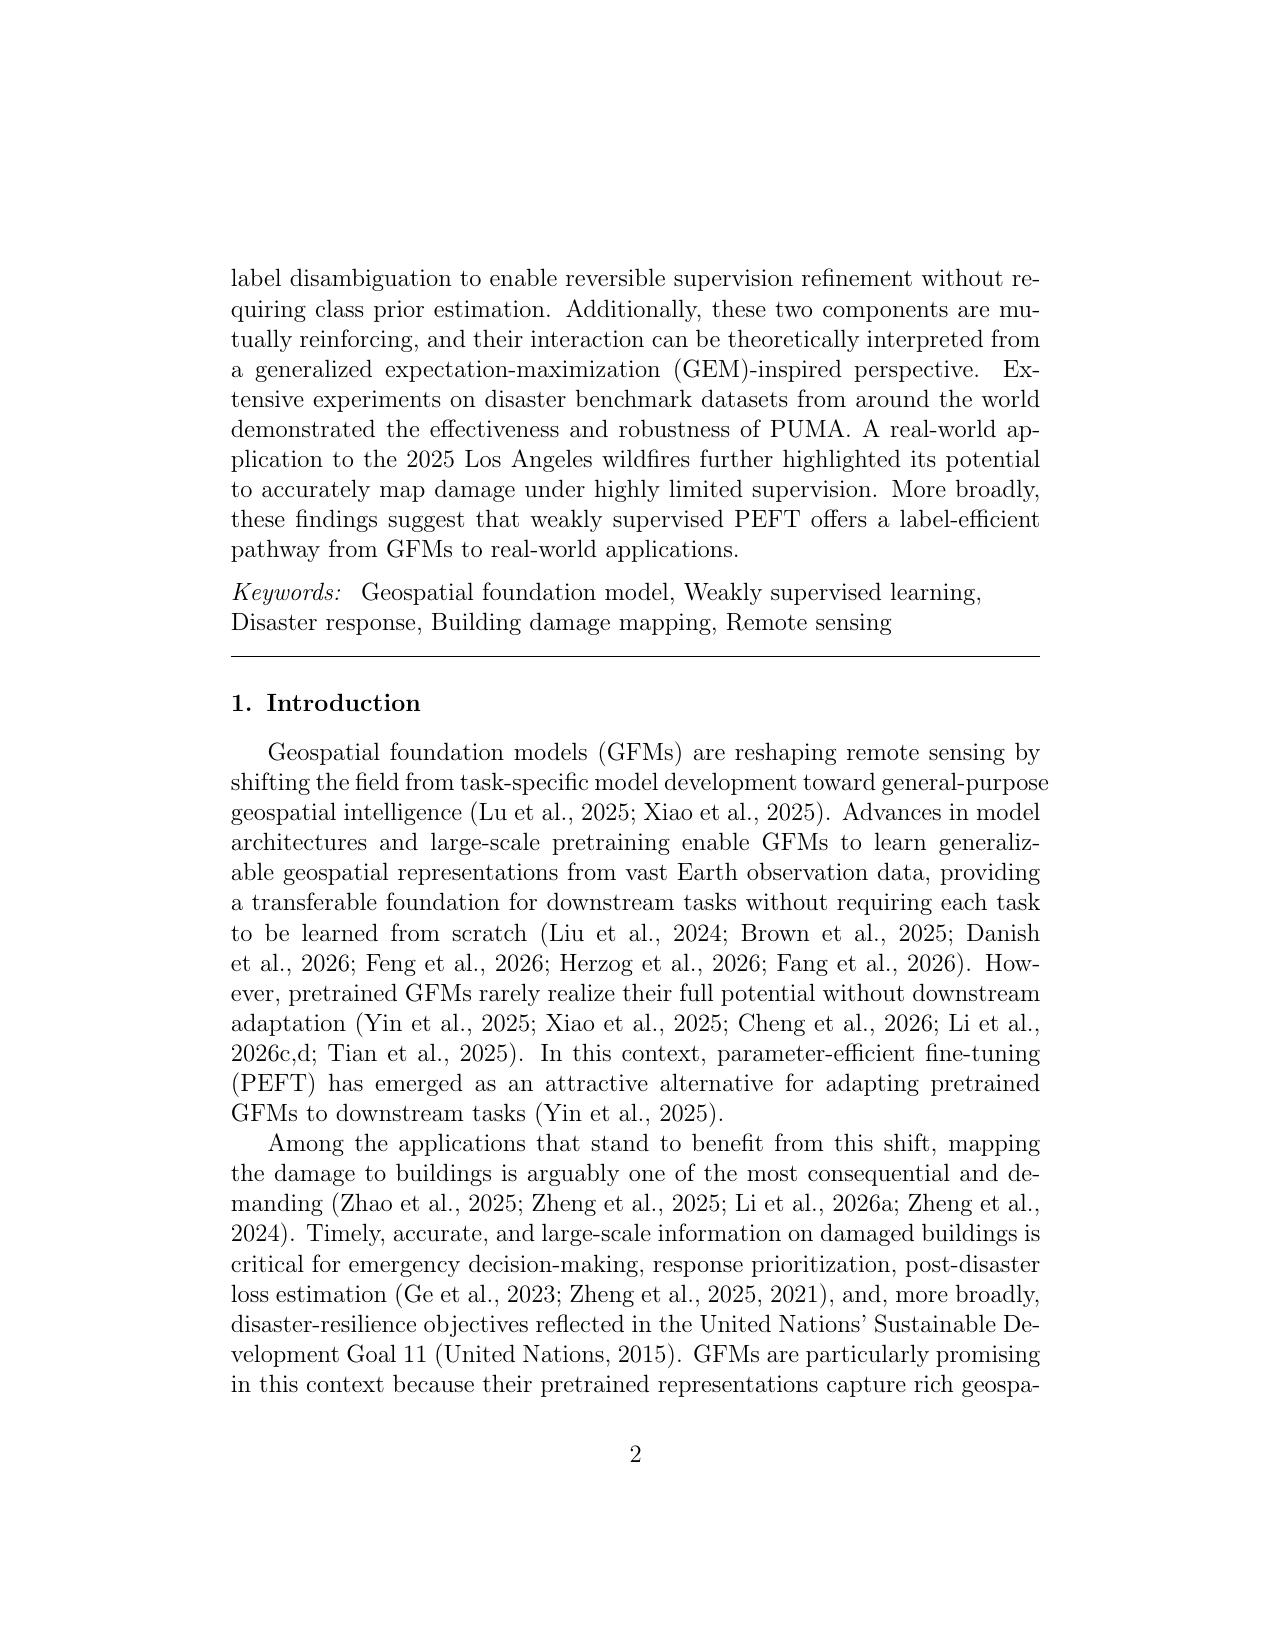 label disambiguation to enable reversible supervision refinement without re-
quiring class prior estimation. Additionally, these two components are mu-
tually reinforcing, and their interaction can be theoretically interpreted from
a generalized expectation-maximization (GEM)-inspired perspective. Ex-
tensive experiments on disaster benchmark datasets from around the world
demonstrated the effectiveness and robustness of PUMA. A real-world ap-
plication to the 2025 Los Angeles wildfires further highlighted its potential
to accurately map damage under highly limited supervision. More broadly,
these findings suggest that weakly supervised PEFT offers a label-efficient
pathway from GFMs to real-world applications.
Keywords: Geospatial foundation model, Weakly supervised learning,
Disaster response, Building damage mapping, Remote sensing
1. Introduction
Geospatial foundation models (GFMs) are reshaping remote sensing by
shifting the field from task-specific model development toward general-purpose
geospatial intelligence (Lu et al., 2025; Xiao et al., 2025). Advances in model
architectures and large-scale pretraining enable GFMs to learn generaliz-
able geospatial representations from vast Earth observation data, providing
a transferable foundation for downstream tasks without requiring each task
to be learned from scratch (Liu et al., 2024; Brown et al., 2025; Danish
et al., 2026; Feng et al., 2026; Herzog et al., 2026; Fang et al., 2026). How-
ever, pretrained GFMs rarely realize their full potential without downstream
adaptation (Yin et al., 2025; Xiao et al., 2025; Cheng et al., 2026; Li et al.,
2026c,d; Tian et al., 2025). In this context, parameter-efficient fine-tuning
(PEFT) has emerged as an attractive alternative for adapting pretrained
GFMs to downstream tasks (Yin et al., 2025).
Among the applications that stand to benefit from this shift, mapping
the damage to buildings is arguably one of the most consequential and de-
manding (Zhao et al., 2025; Zheng et al., 2025; Li et al., 2026a; Zheng et al.,
2024). Timely, accurate, and large-scale information on damaged buildings is
critical for emergency decision-making, response prioritization, post-disaster
loss estimation (Ge et al., 2023; Zheng et al., 2025, 2021), and, more broadly,
disaster-resilience objectives reflected in the United Nations' Sustainable De-
velopment Goal 11 (United Nations, 2015). GFMs are particularly promising
in this context because their pretrained representations capture rich geospa-
2